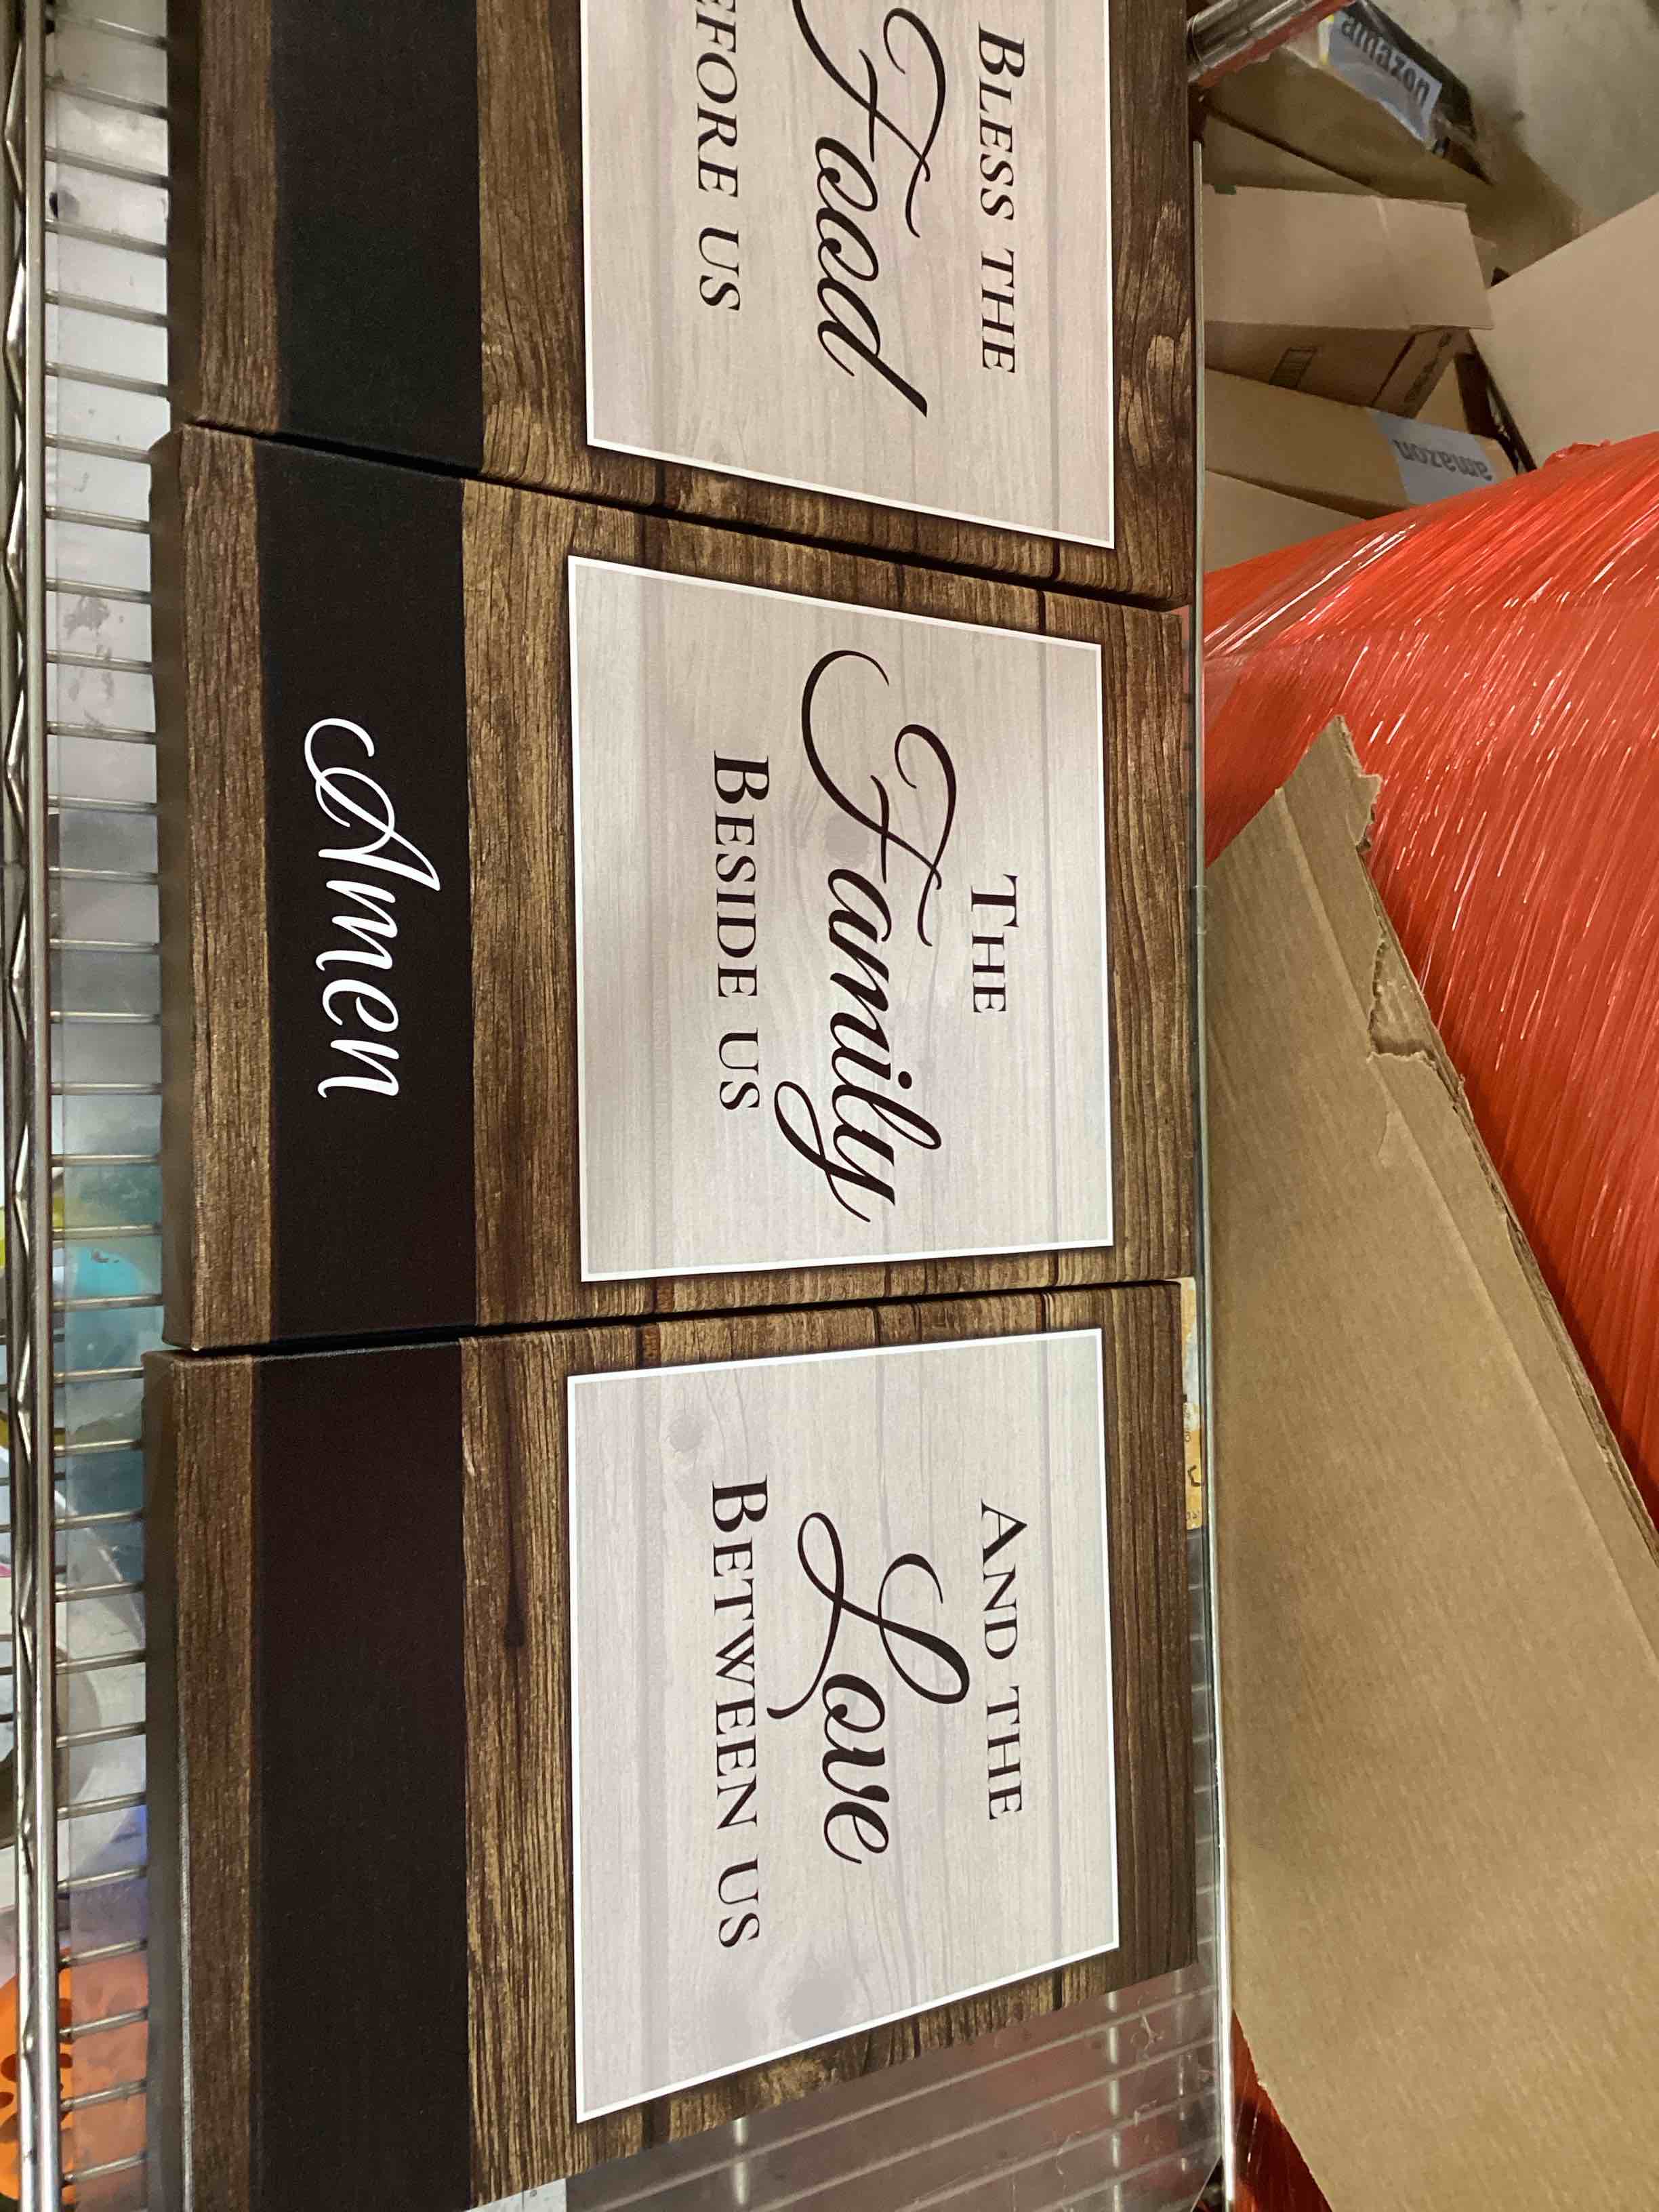 BLESS THE
Food
EFORE US
THE
Family
BESIDE US
Amen
AND THE
Love
BETWEEN US
amazon
amazon